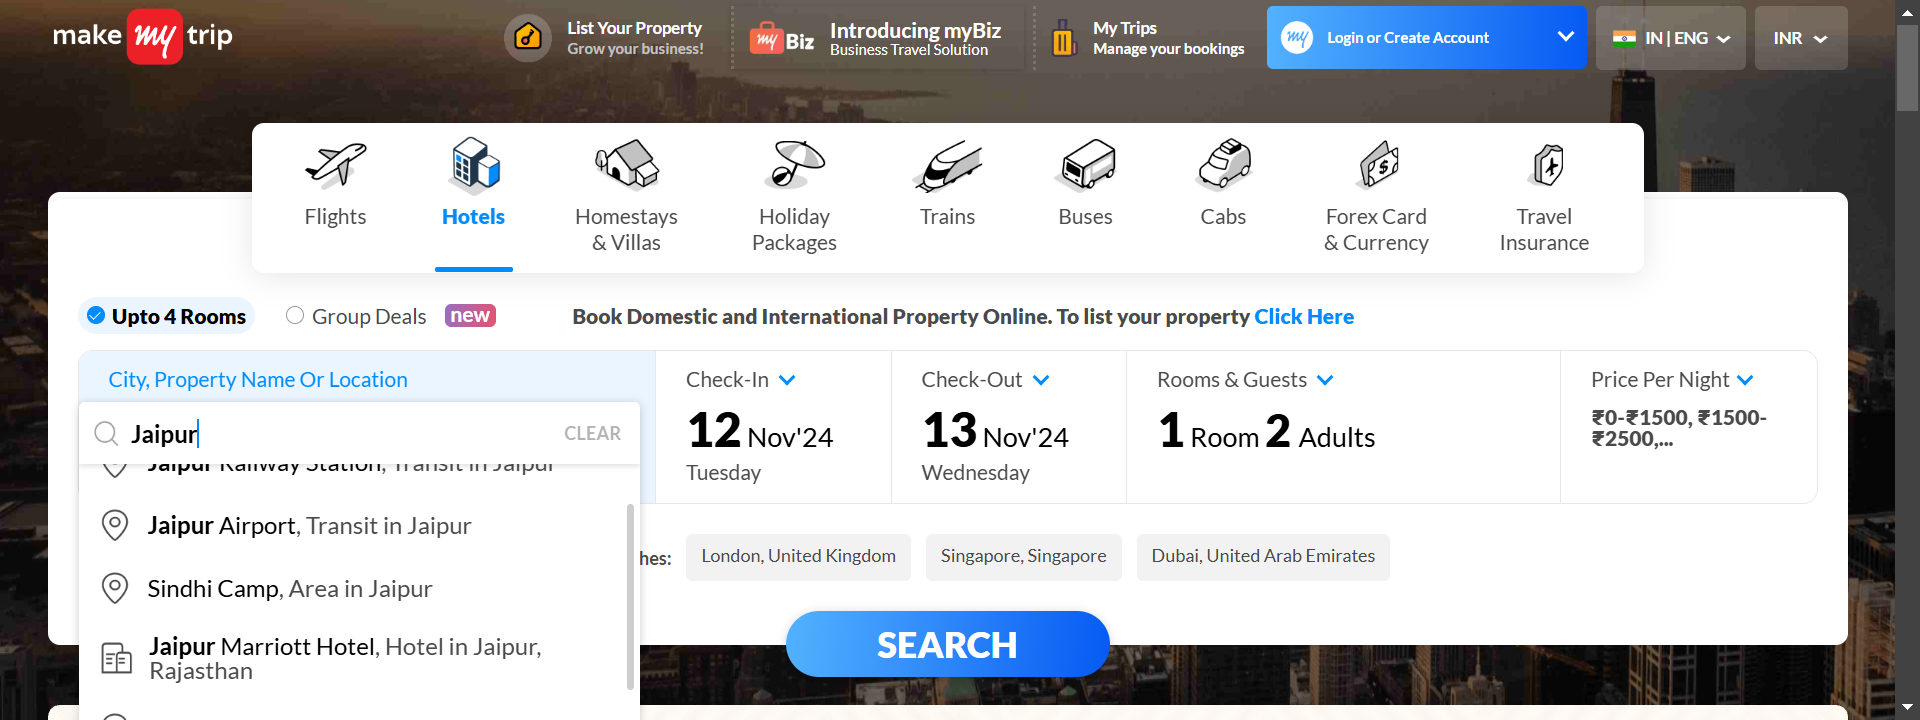 make my trip
List Your Property
Grow your business!
my Biz
Introducing myBiz
Business Travel Solution
My Trips
Manage your bookings
my Login or Create Account
IN | ENG
INR
Flights
Hotels
Homestays
& Villas
Holiday
Packages
Trains
Buses
Cabs
Forex Card
& Currency
Travel
Insurance
Upto 4 Rooms
Group Deals
new
Book Domestic and International Property Online. To list your property Click Here
City, Property Name Or Location
Jaipur
CLEAR
Jaipur Railway Station, Transit in Jaipur
Jaipur Airport, Transit in Jaipur
Sindhi Camp, Area in Jaipur
Jaipur Marriott Hotel, Hotel in Jaipur,
Rajasthan
Check-In
12 Nov'24
Tuesday
Check-Out
13 Nov'24
Wednesday
Rooms & Guests
1 Room 2 Adults
Price Per Night
₹0-₹1500, ₹1500-
₹2500,...
hes:
London, United Kingdom
Singapore, Singapore
Dubai, United Arab Emirates
SEARCH